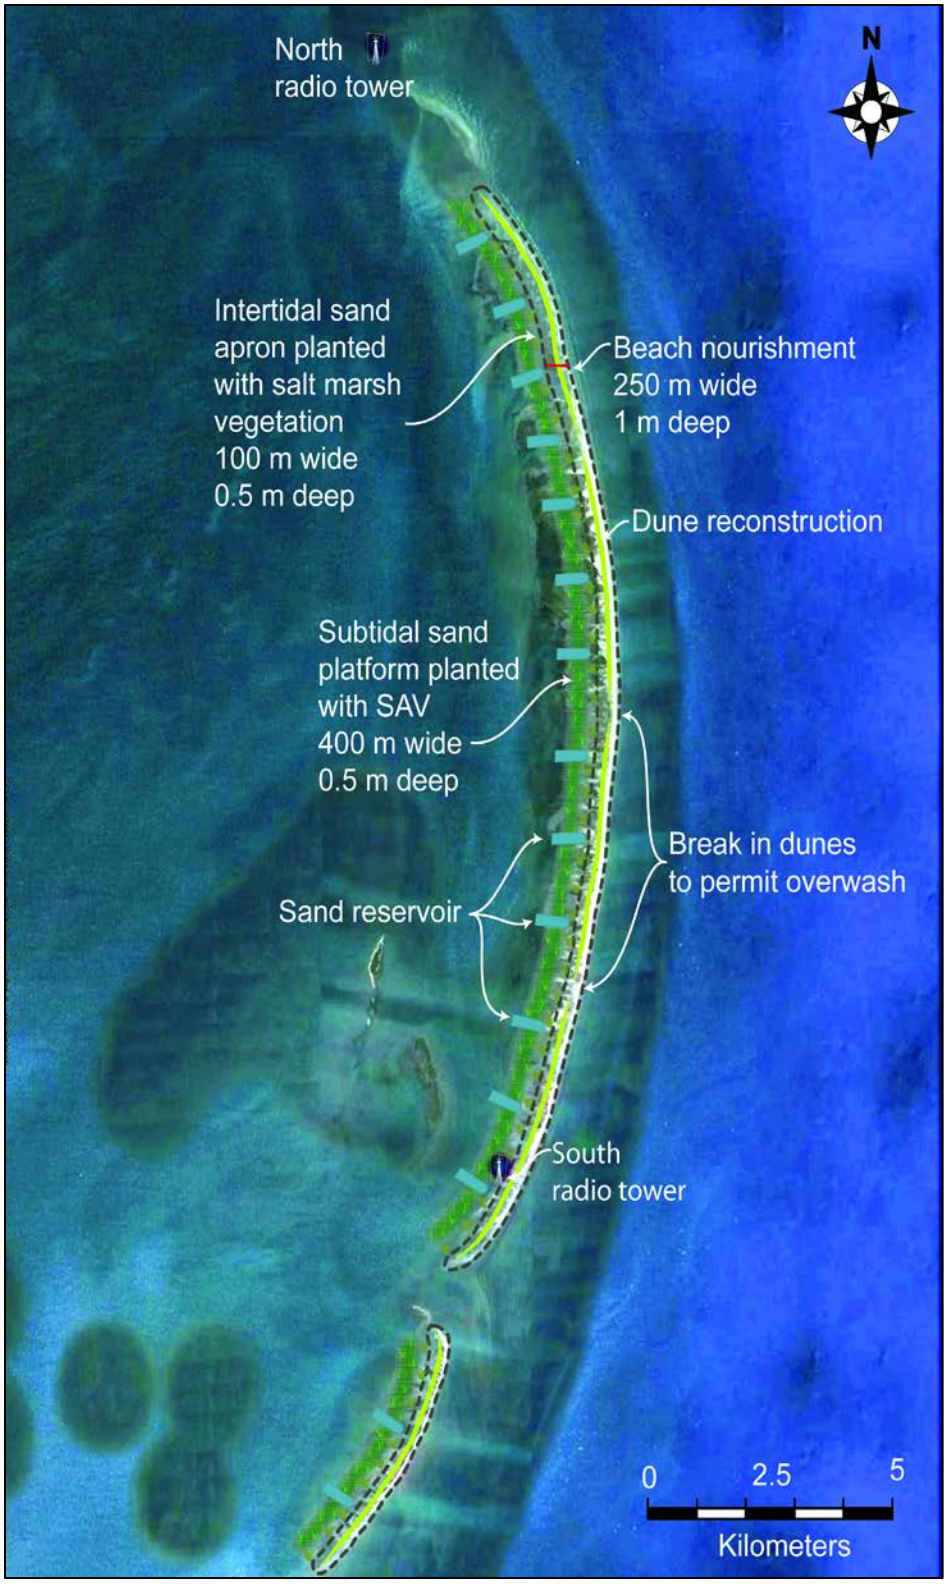 North
radio tower
N
Intertidal sand
apron planted
with salt marsh
vegetation
100 m wide
0.5 m deep
Beach nourishment
250 m wide
1 m deep
Dune reconstruction
Subtidal sand
platform planted
with SAV
400 m wide
0.5 m deep
Break in dunes
to permit overwash
Sand reservoir
South
radio tower
0 2.5 5
Kilometers